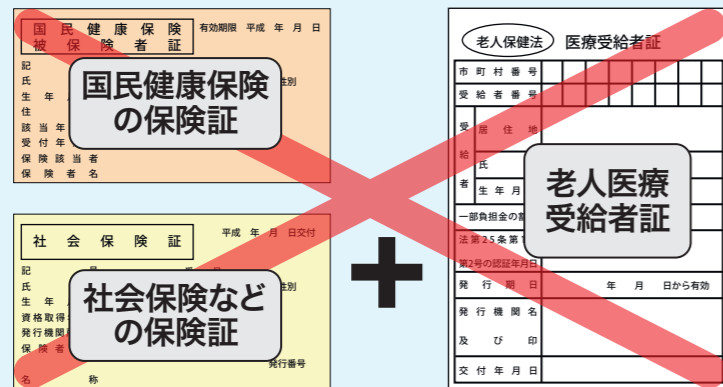 国民健康保険
被保険者証
有効期限 平成 年 月 日
記
氏
性別
生年
住
該当年
受付年
保険該当者
保険者名
国民健康保険
の保険証
社会保険証
平成 年 月 日交付
記
号
氏
性別
生年
資格取得
発行機関
保険者
発行番号
名 称
社会保険など
の保険証
+
老人保健法
医療受給者証
市町村番号
受給者番号
受給者
居住地
氏
生年月
一部負担金の割
法第25条第1
第2号の認証年月日
発行期日
年 月 日から有効
発行機関名
及び印
交付年月日
老人医療
受給者証